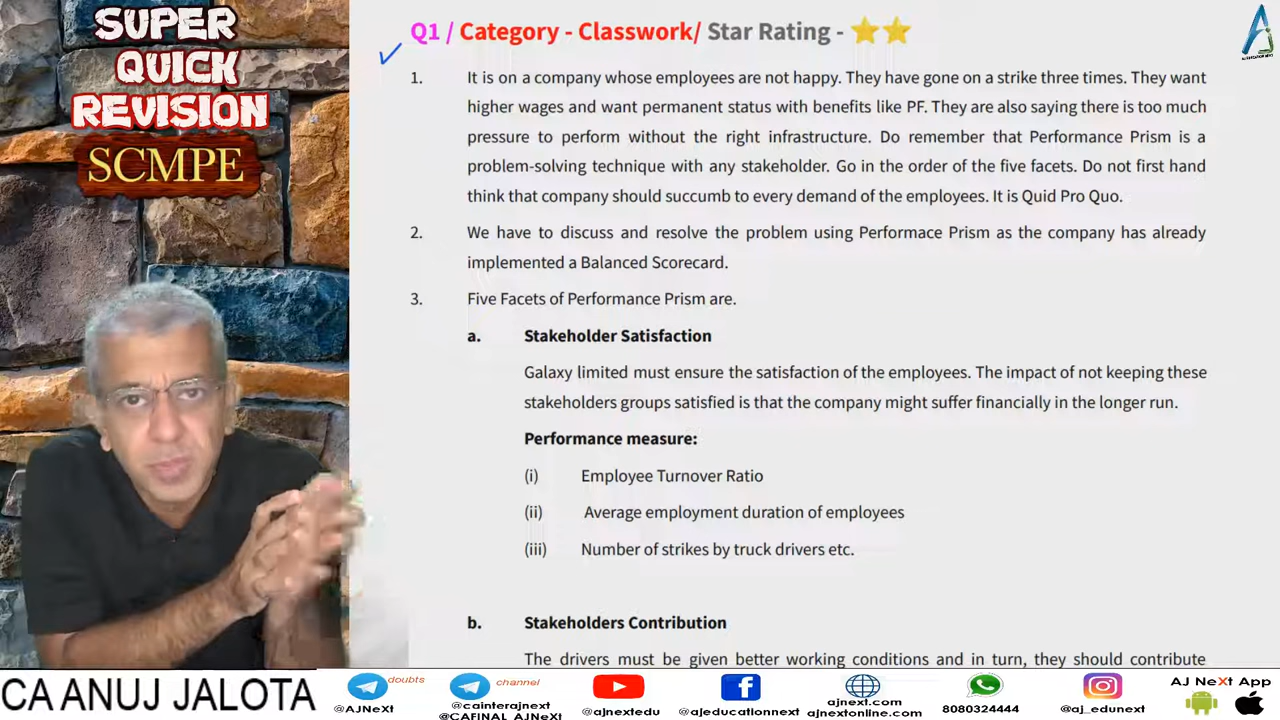 SUPER
QUICK
REVISION
SCMPE
Q1 / Category - Classwork/ Star Rating - ⭐⭐
1. It is on a company whose employees are not happy. They have gone on a strike three times. They want
higher wages and want permanent status with benefits like PF. They are also saying there is too much
pressure to perform without the right infrastructure. Do remember that Performance Prism is a
problem-solving technique with any stakeholder. Go in the order of the five facets. Do not first hand
think that company should succumb to every demand of the employees. It is Quid Pro Quo.
2. We have to discuss and resolve the problem using Performace Prism as the company has already
implemented a Balanced Scorecard.
3. Five Facets of Performance Prism are.
a. Stakeholder Satisfaction
Galaxy limited must ensure the satisfaction of the employees. The impact of not keeping these
stakeholders groups satisfied is that the company might suffer financially in the longer run.
Performance measure:
(i) Employee Turnover Ratio
(ii) Average employment duration of employees
(iii) Number of strikes by truck drivers etc.
b. Stakeholders Contribution
The drivers must be given better working conditions and in turn, they should contribute
CA ANUJ JALOTA
doubts
@AJNeXt
channel
@cainterajnext
@CAFINAL_AJNeXt
@ajnextedu
@ajeducationnext
ajnext.com
ajnextonline.com
8080324444
@aj_edunext
AJ NeXt App